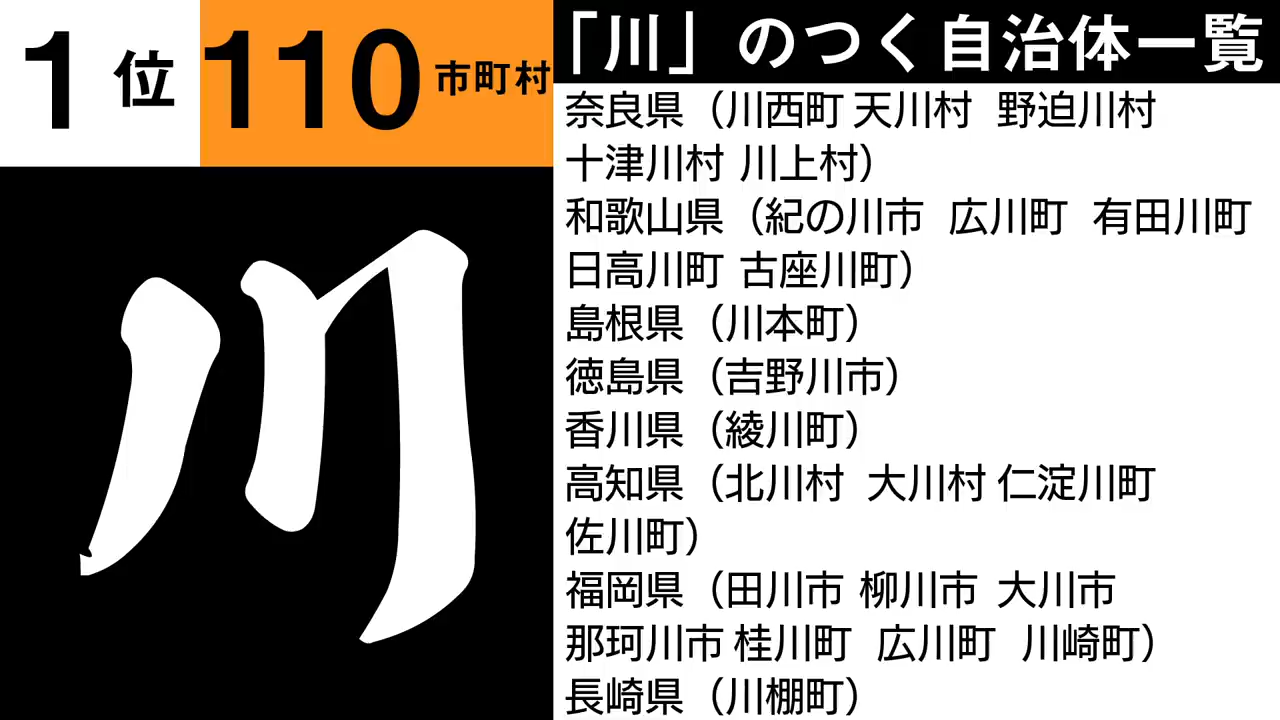 1位
110市町村
川
「川」のつく自治体一覧
奈良県（川西町 天川村 野迫川村
十津川村 川上村）
和歌山県（紀の川市 広川町 有田川町
日高川町 古座川町）
島根県（川本町）
徳島県（吉野川市）
香川県（綾川町）
高知県（北川村 大川村 仁淀川町
佐川町）
福岡県（田川市 柳川市 大川市
那珂川市 桂川町 広川町 川崎町）
長崎県（川棚町）